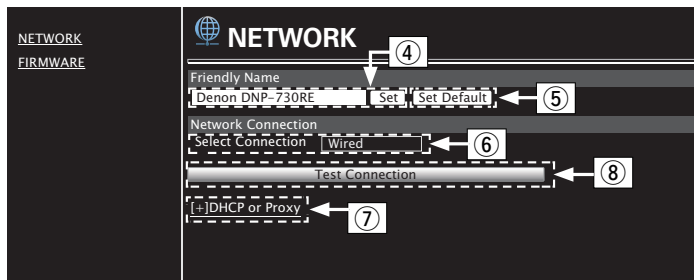 NETWORK
FIRMWARE
NETWORK
④
Friendly Name
Denon DNP-730RE Set Set Default ⑤
Network Connection
Select Connection Wired ⑥
Test Connection ⑧
[+]DHCP or Proxy ⑦